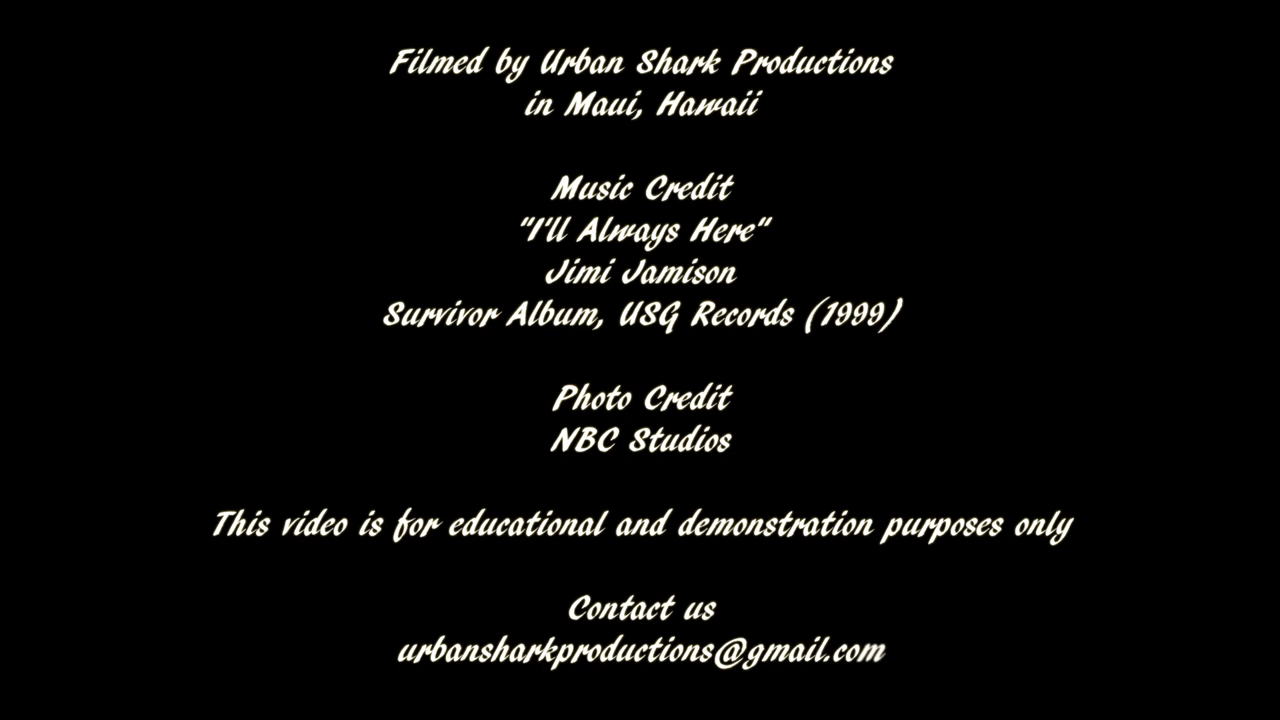 Filmed by Urban Shark Productions
in Maui, Hawaii
Music Credit
"I'll Always Here"
Jimi Jamison
Survivor Album, USG Records (1999)
Photo Credit
NBC Studios
This video is for educational and demonstration purposes only
Contact us
urbansharkproductions@gmail.com